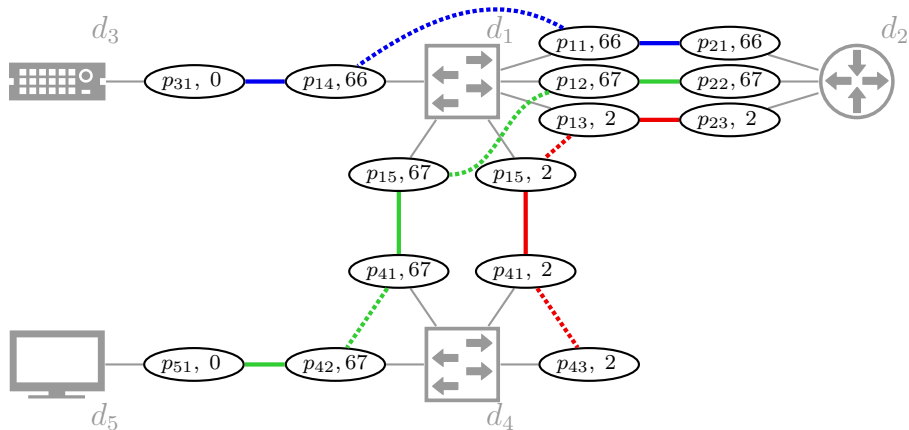 d₃ d₁ p₁₁, 66 p₂₁, 66 d₂
p₃₁, 0 p₁₄, 66 p₁₂, 67 p₂₂, 67
p₁₃, 2 p₂₃, 2
p₁₅, 67 p₁₅, 2
p₄₁, 67 p₄₁, 2
p₅₁, 0 p₄₂, 67 p₄₃, 2
d₅ d₄